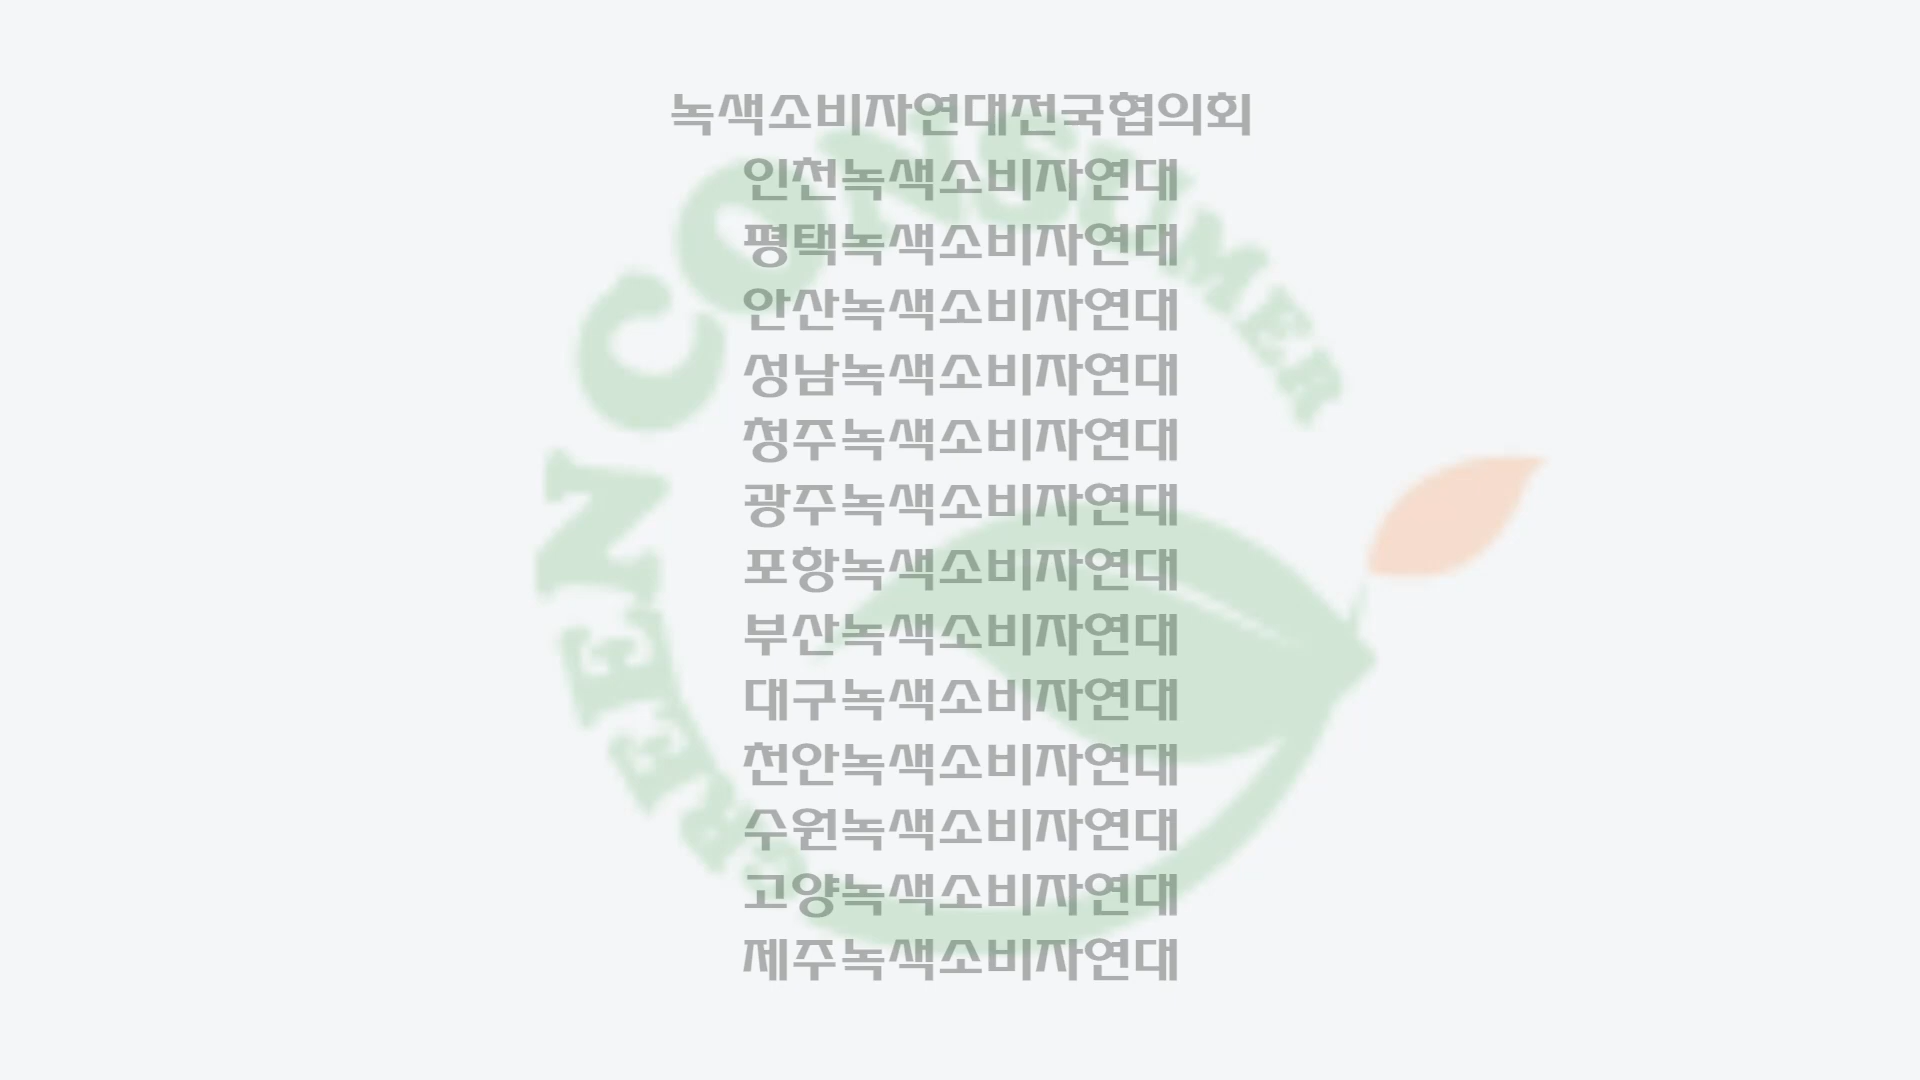 녹색소비자연대전국협의회
인천녹색소비자연대
평택녹색소비자연대
안산녹색소비자연대
성남녹색소비자연대
청주녹색소비자연대
광주녹색소비자연대
포항녹색소비자연대
부산녹색소비자연대
대구녹색소비자연대
천안녹색소비자연대
수원녹색소비자연대
고양녹색소비자연대
제주녹색소비자연대
GREEN CONSUMER